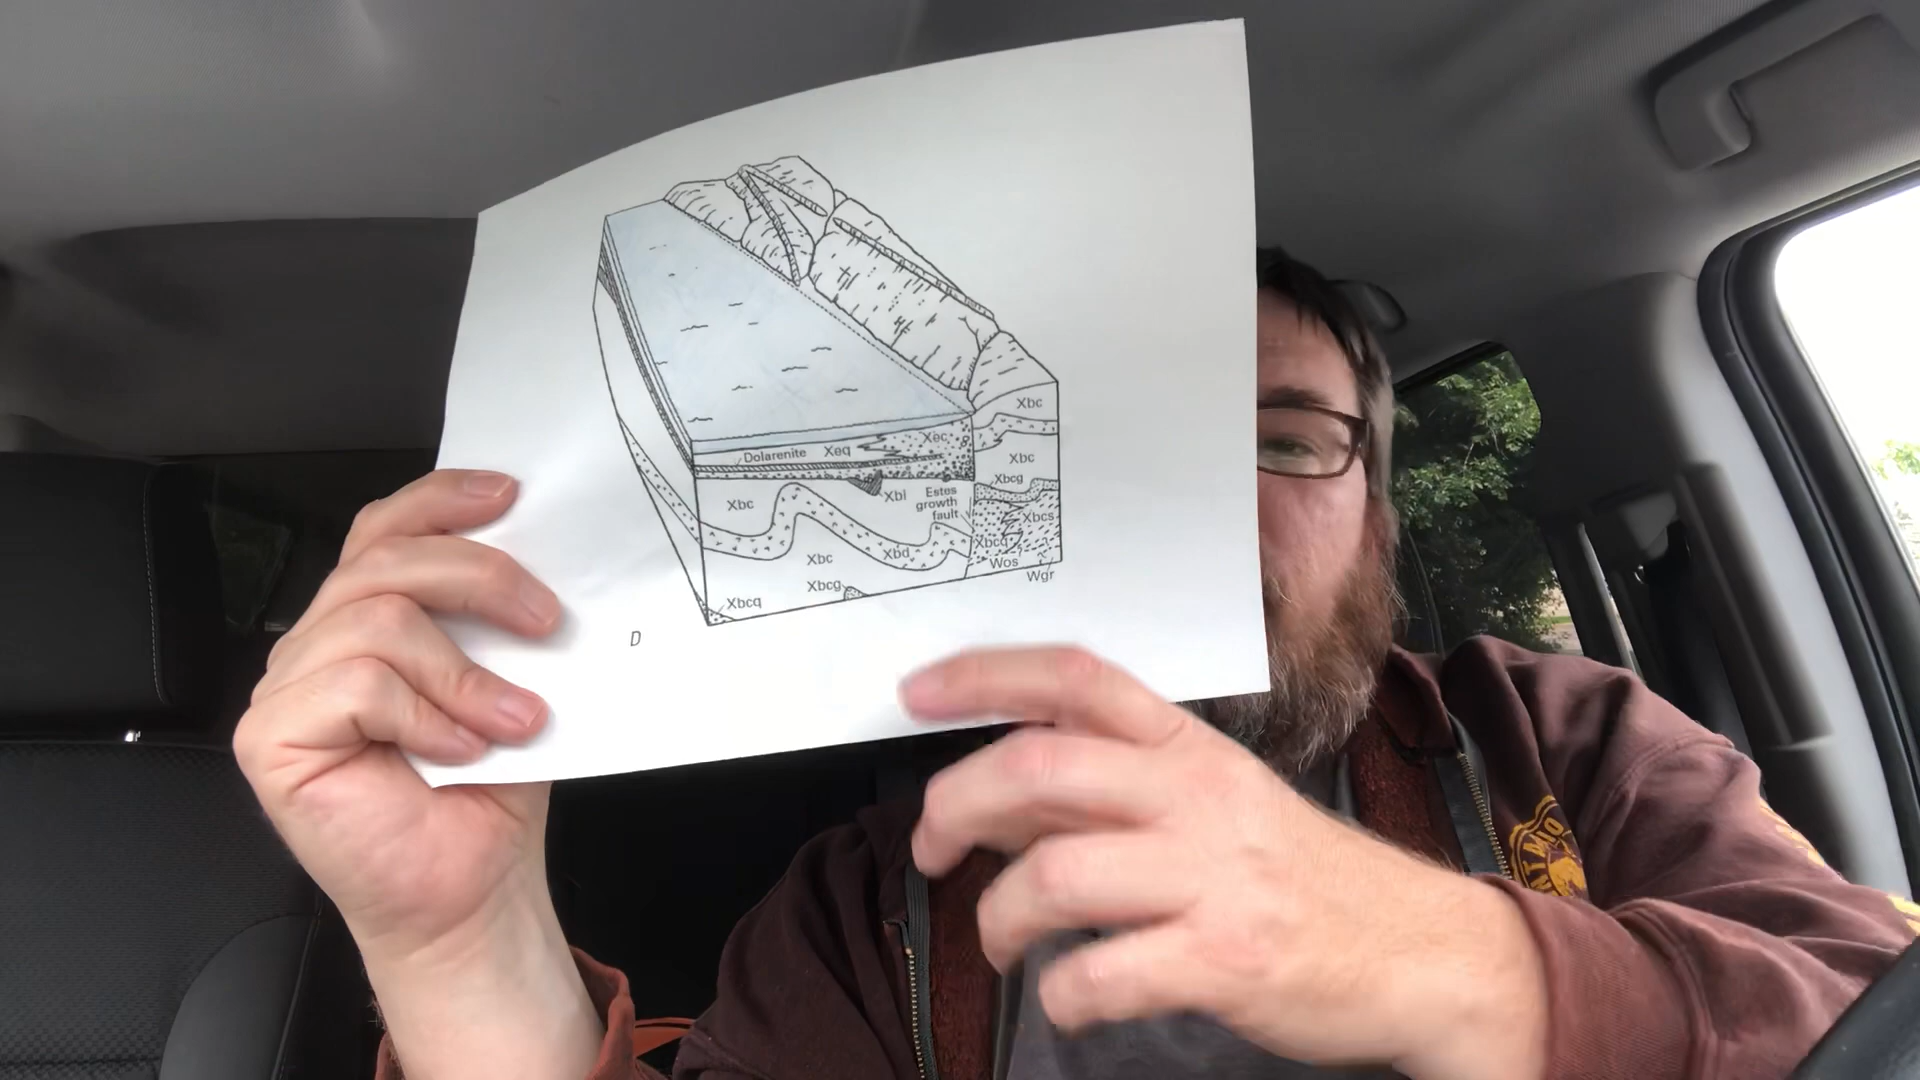 Xbc
Xec
Dolarenite Xeq
Xbc
Xbcg
Xbc
Xbl
Estes
growth
fault
Xbcs
Xbcq
Xbc
Xbd
Wos
Wgr
Xbcg
Xbcq
D